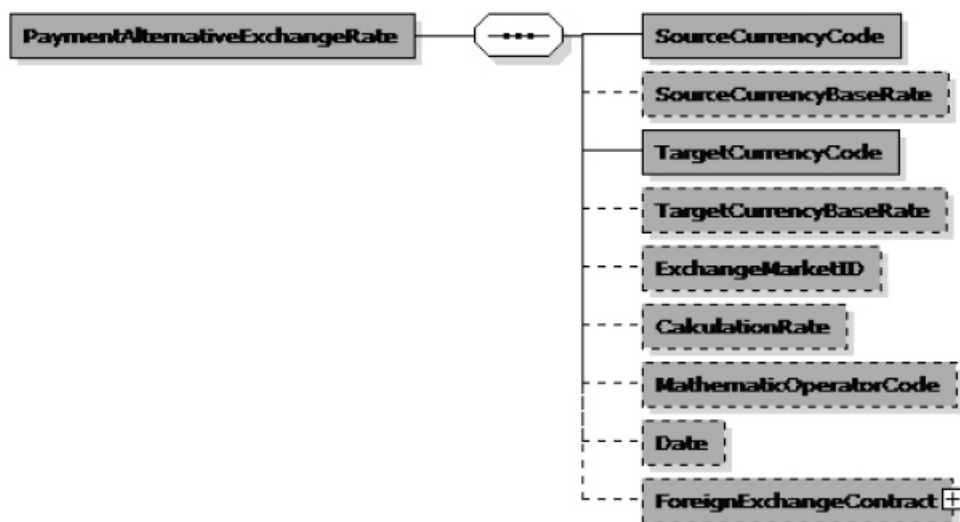 PaymentAlternativeExchangeRate
SourceCurrencyCode
SourceCurrencyBaseRate
TargetCurrencyCode
TargetCurrencyBaseRate
ExchangeMarketID
CalculationRate
MathematicOperatorCode
Date
ForeignExchangeContract